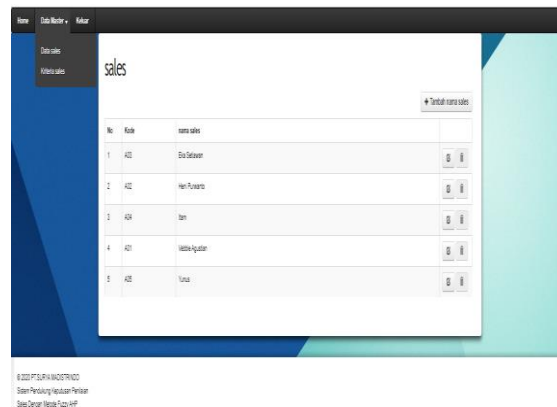 Home Data Master Keluar
Data sales
Kriteria sales
sales
+ Tambah nama sales
No Kode nama sales
1 A03 Eka Setiawan
2 A02 Heri Purwanto
3 A04 Ibam
4 A01 Agustian
5 A05 Yunus
© 2020 PT.SURYA MADISTRINDO
Sistem Pendukung Keputusan Penilaian
Sales Dengan Metode Fuzzy AHP